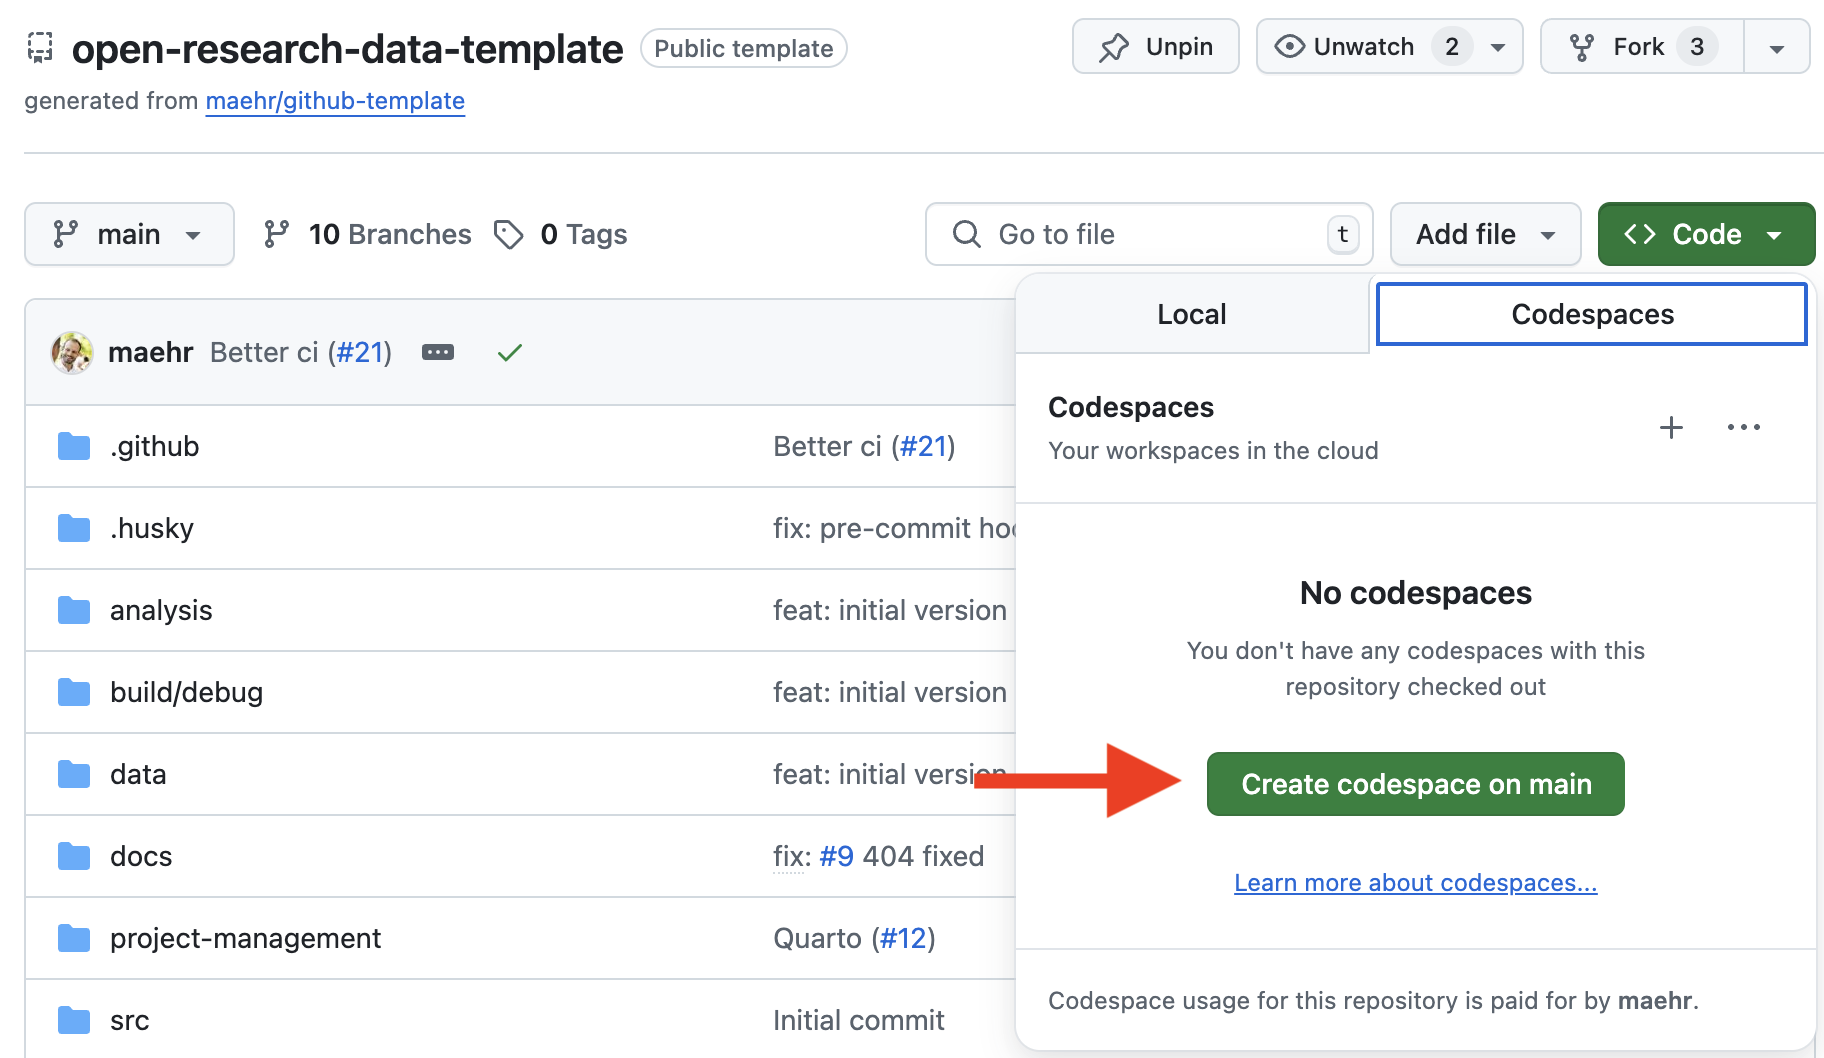 open-research-data-template Public template
Unpin
Unwatch 2
Fork 3
generated from maehr/github-template
main
10 Branches
0 Tags
Go to file t
Add file
<> Code
Local
Codespaces
maehr Better ci (#21)
Codespaces
Your workspaces in the cloud
.github Better ci (#21)
.husky fix: pre-commit
analysis feat: initial version
build/debug feat: initial version
data feat: initial version
docs fix: #9 404 fixed
project-management Quarto (#12)
src Initial commit
No codespaces
You don't have any codespaces with this
repository checked out
Create codespace on main
Learn more about codespaces...
Codespace usage for this repository is paid for by maehr.